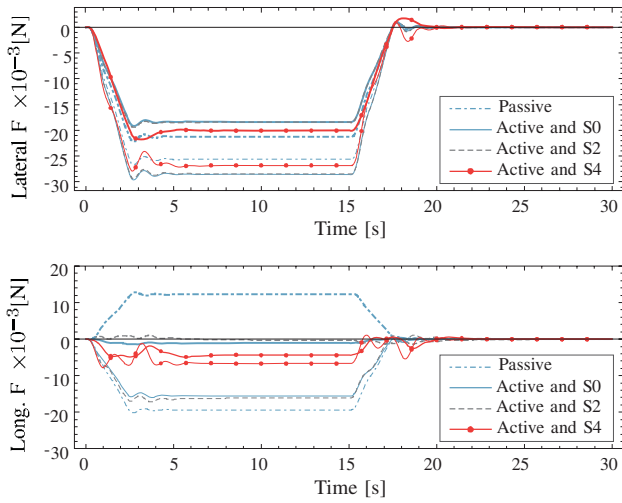 Lateral F ×10−3[N]
0
-5
-10
-15
-20
-25
-30
Passive
Active and S0
Active and S2
Active and S4
0 5 10 15 20 25 30
Time [s]
Long. F ×10−3[N]
20
10
0
-10
-20
-30
Passive
Active and S0
Active and S2
Active and S4
0 5 10 15 20 25 30
Time [s]